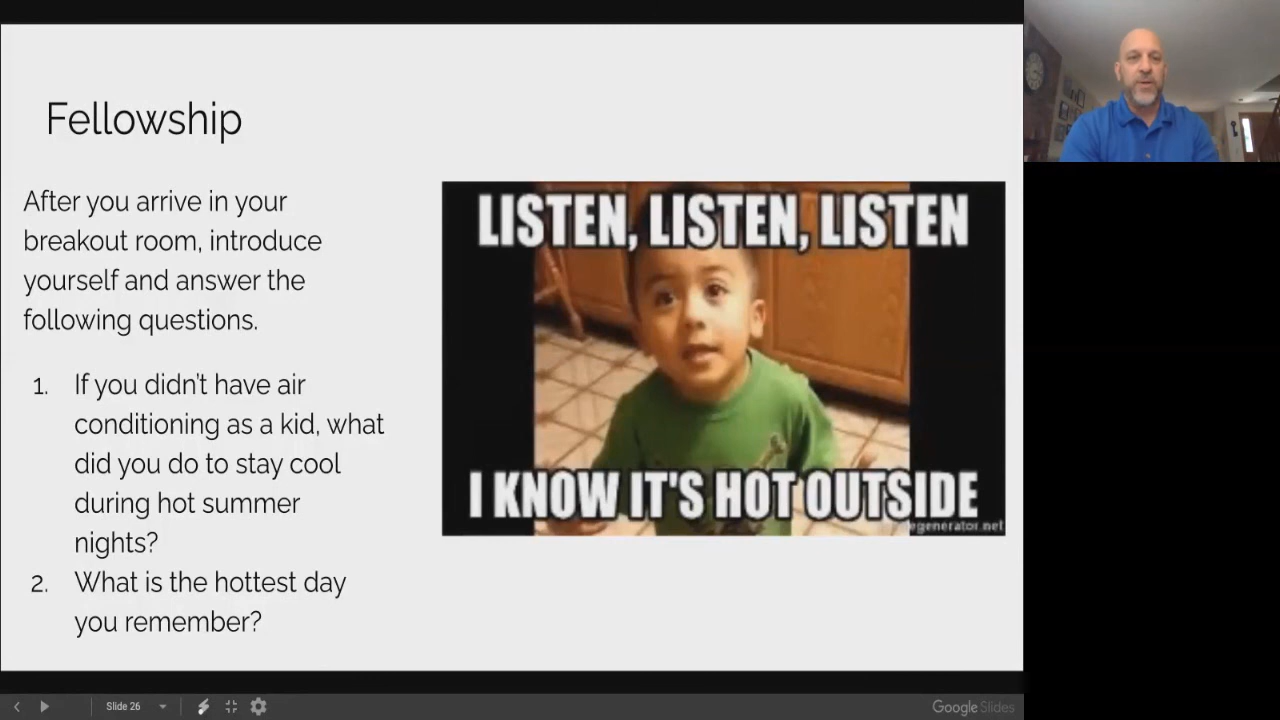 Fellowship
After you arrive in your
breakout room, introduce
yourself and answer the
following questions.
1. If you didn't have air
conditioning as a kid, what
did you do to stay cool
during hot summer
nights?
2. What is the hottest day
you remember?
LISTEN, LISTEN, LISTEN
I KNOW IT'S HOT OUTSIDE
egenerator.net
Slide 26
Google Slides